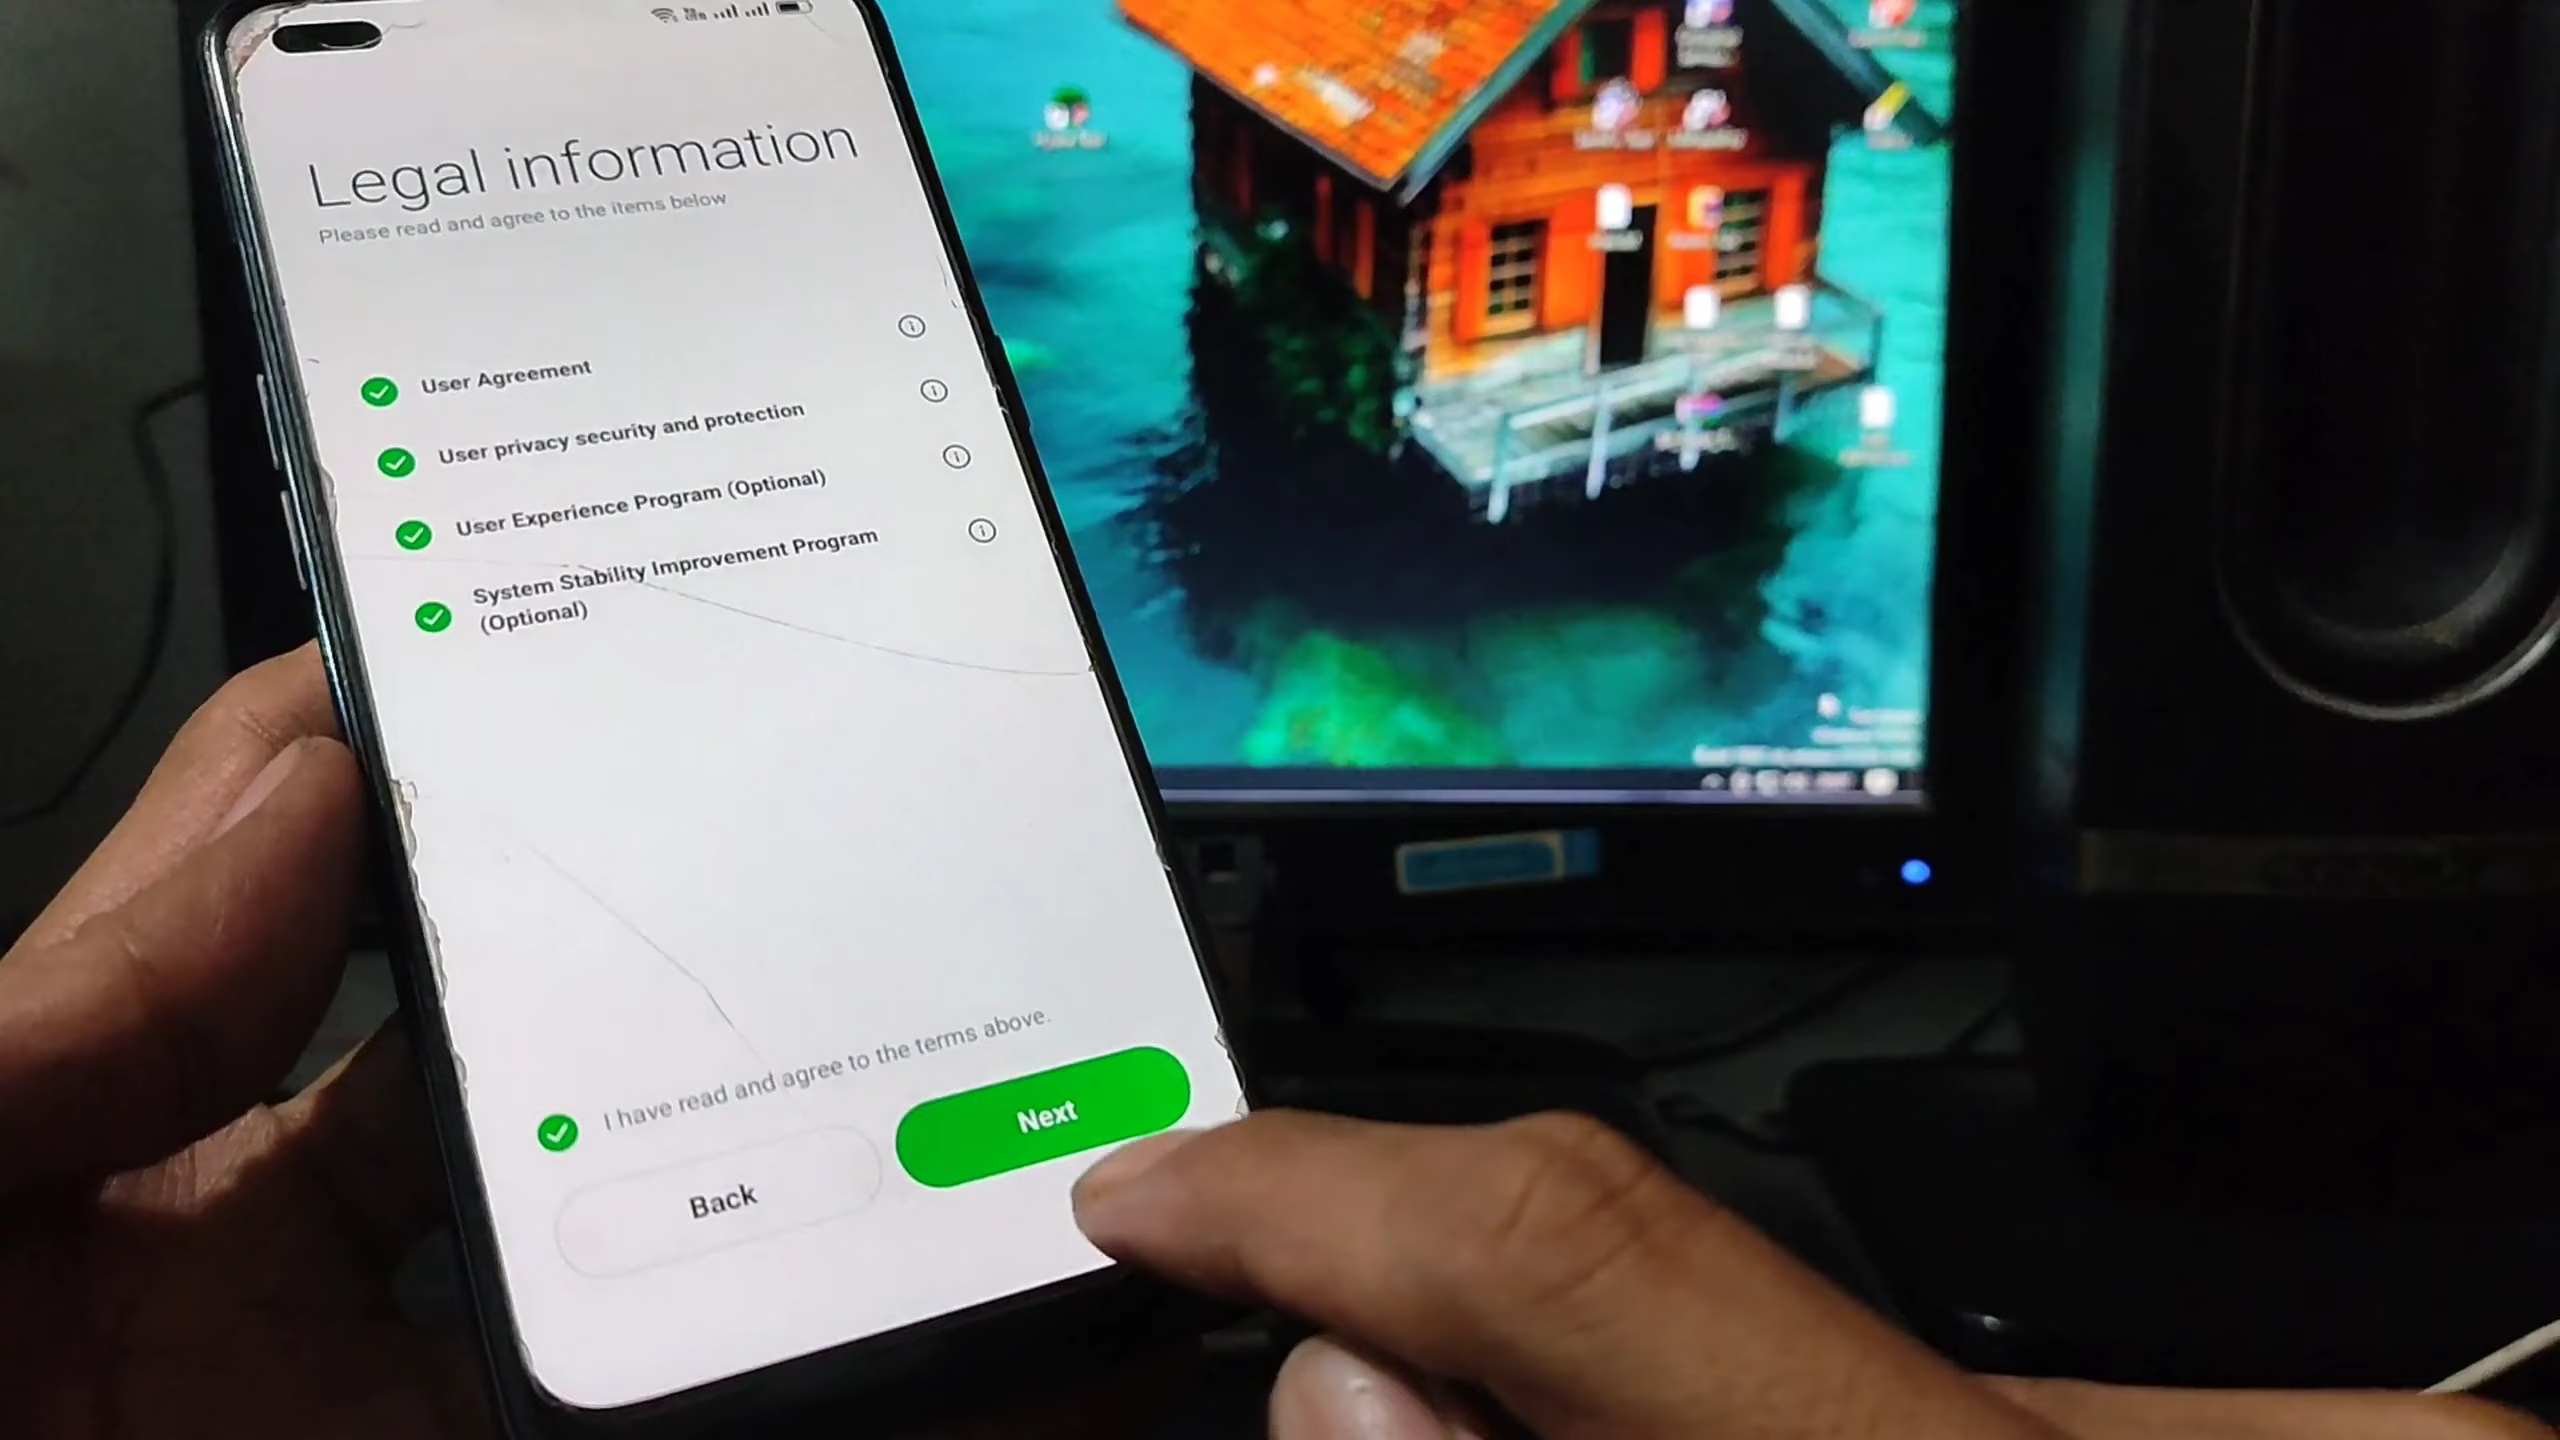 Legal information
Please read and agree to the items below
User Agreement
User privacy security and protection
User Experience Program (Optional)
System Stability Improvement Program
(Optional)
I have read and agree to the terms above.
Back
Next